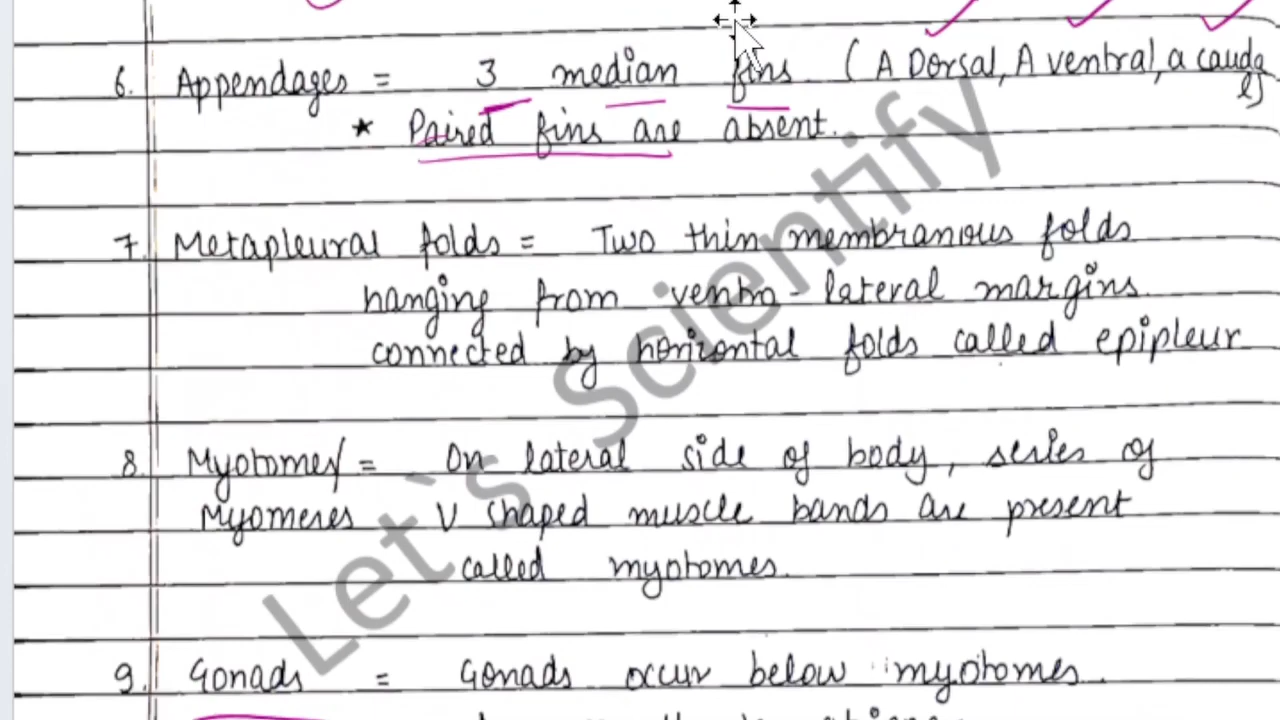 6. Appendages = 3 median fins (A Dorsal, A ventral, a cauda
l)
* Paired fins are absent.
7. Metapleural folds = Two thin membranous folds
hanging from ventro-lateral margins.
connected by horizontal folds called epipleur
8. Myotomes/ = On lateral side of body, series of
Myomeres V shaped muscle bands are present
called myotomes.
9. Gonads = Gonads occur below myotomes.
Let's Scientify